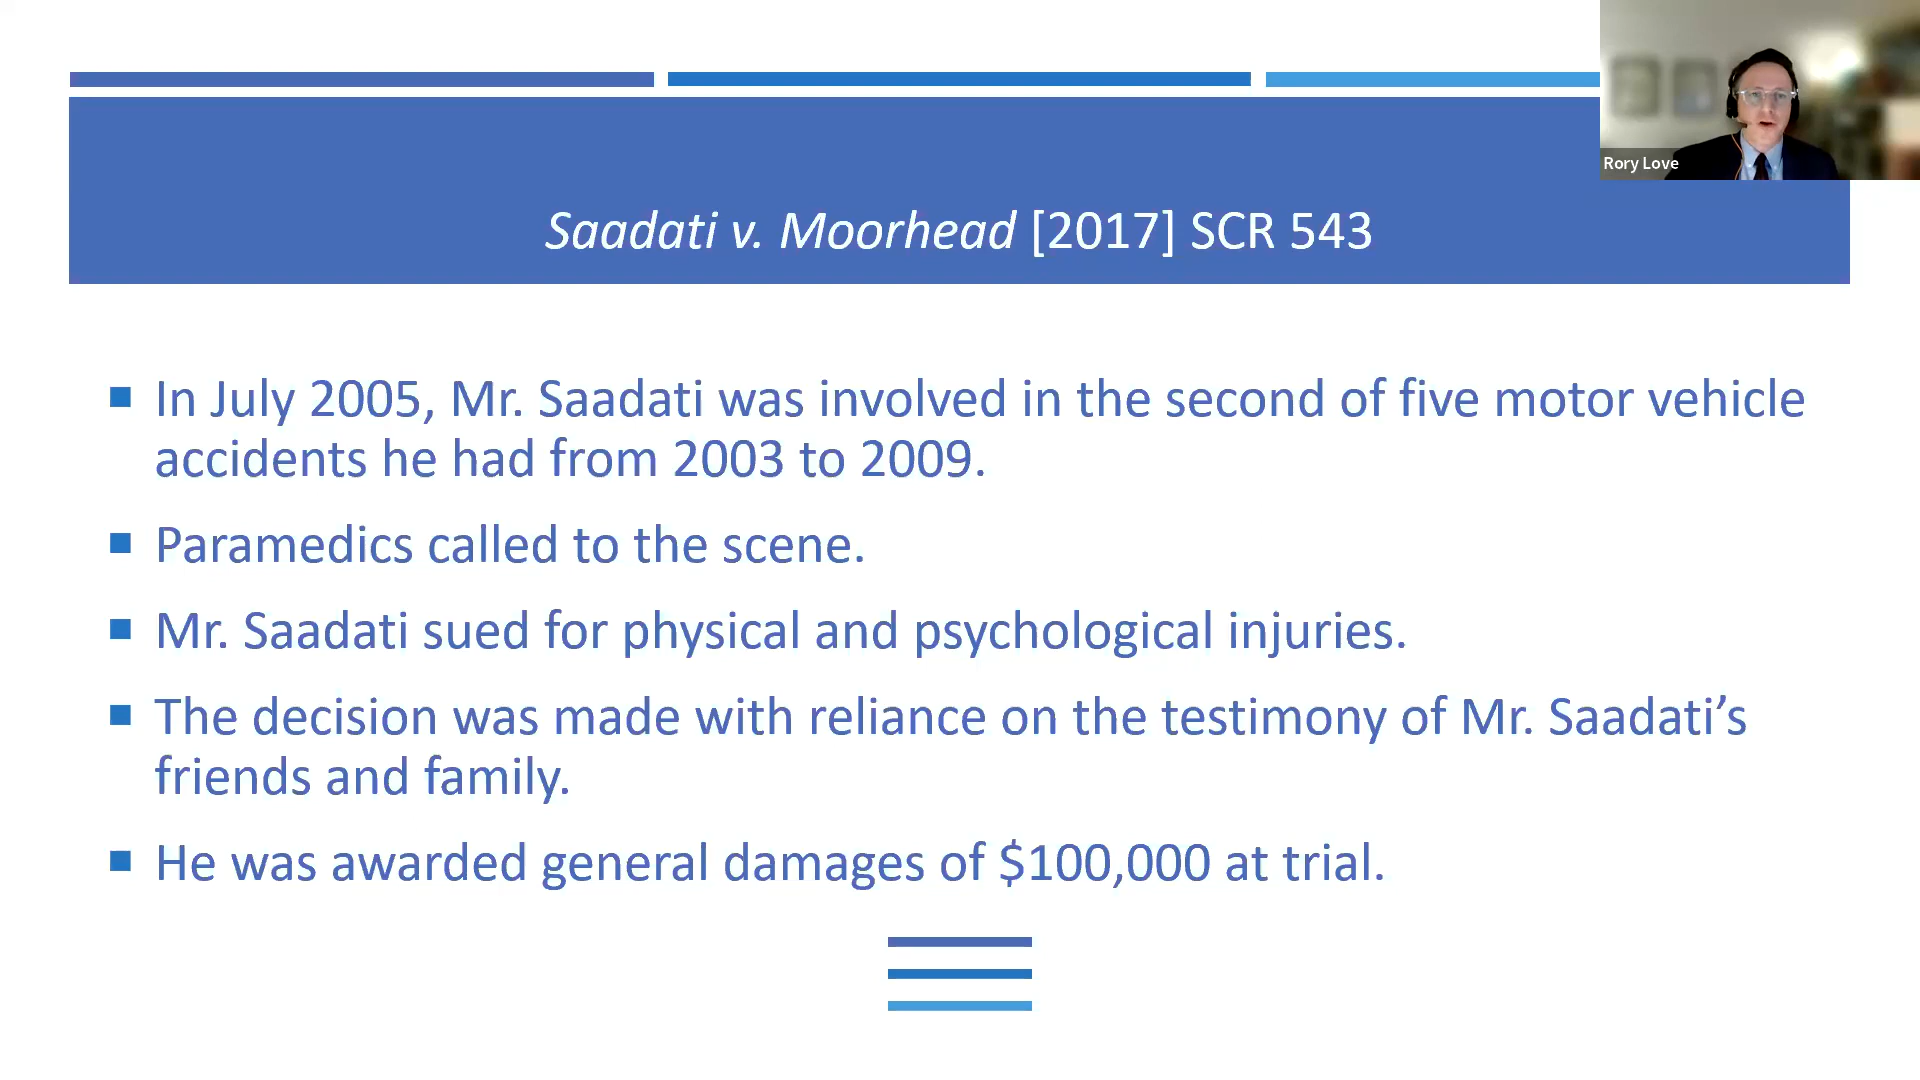 Rory Love
Saadati v. Moorhead [2017] SCR 543
In July 2005, Mr. Saadati was involved in the second of five motor vehicle
accidents he had from 2003 to 2009.
Paramedics called to the scene.
Mr. Saadati sued for physical and psychological injuries.
The decision was made with reliance on the testimony of Mr. Saadati’s
friends and family.
He was awarded general damages of $100,000 at trial.